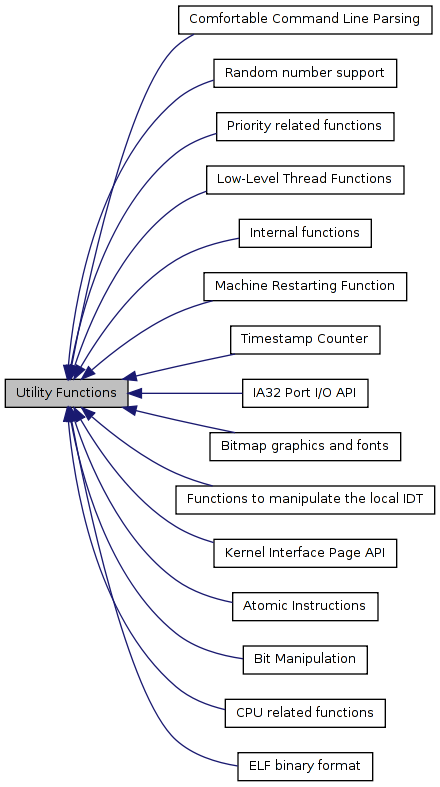 Comfortable Command Line Parsing
Random number support
Priority related functions
Low-Level Thread Functions
Internal functions
Machine Restarting Function
Timestamp Counter
Utility Functions
IA32 Port I/O API
Bitmap graphics and fonts
Functions to manipulate the local IDT
Kernel Interface Page API
Atomic Instructions
Bit Manipulation
CPU related functions
ELF binary format